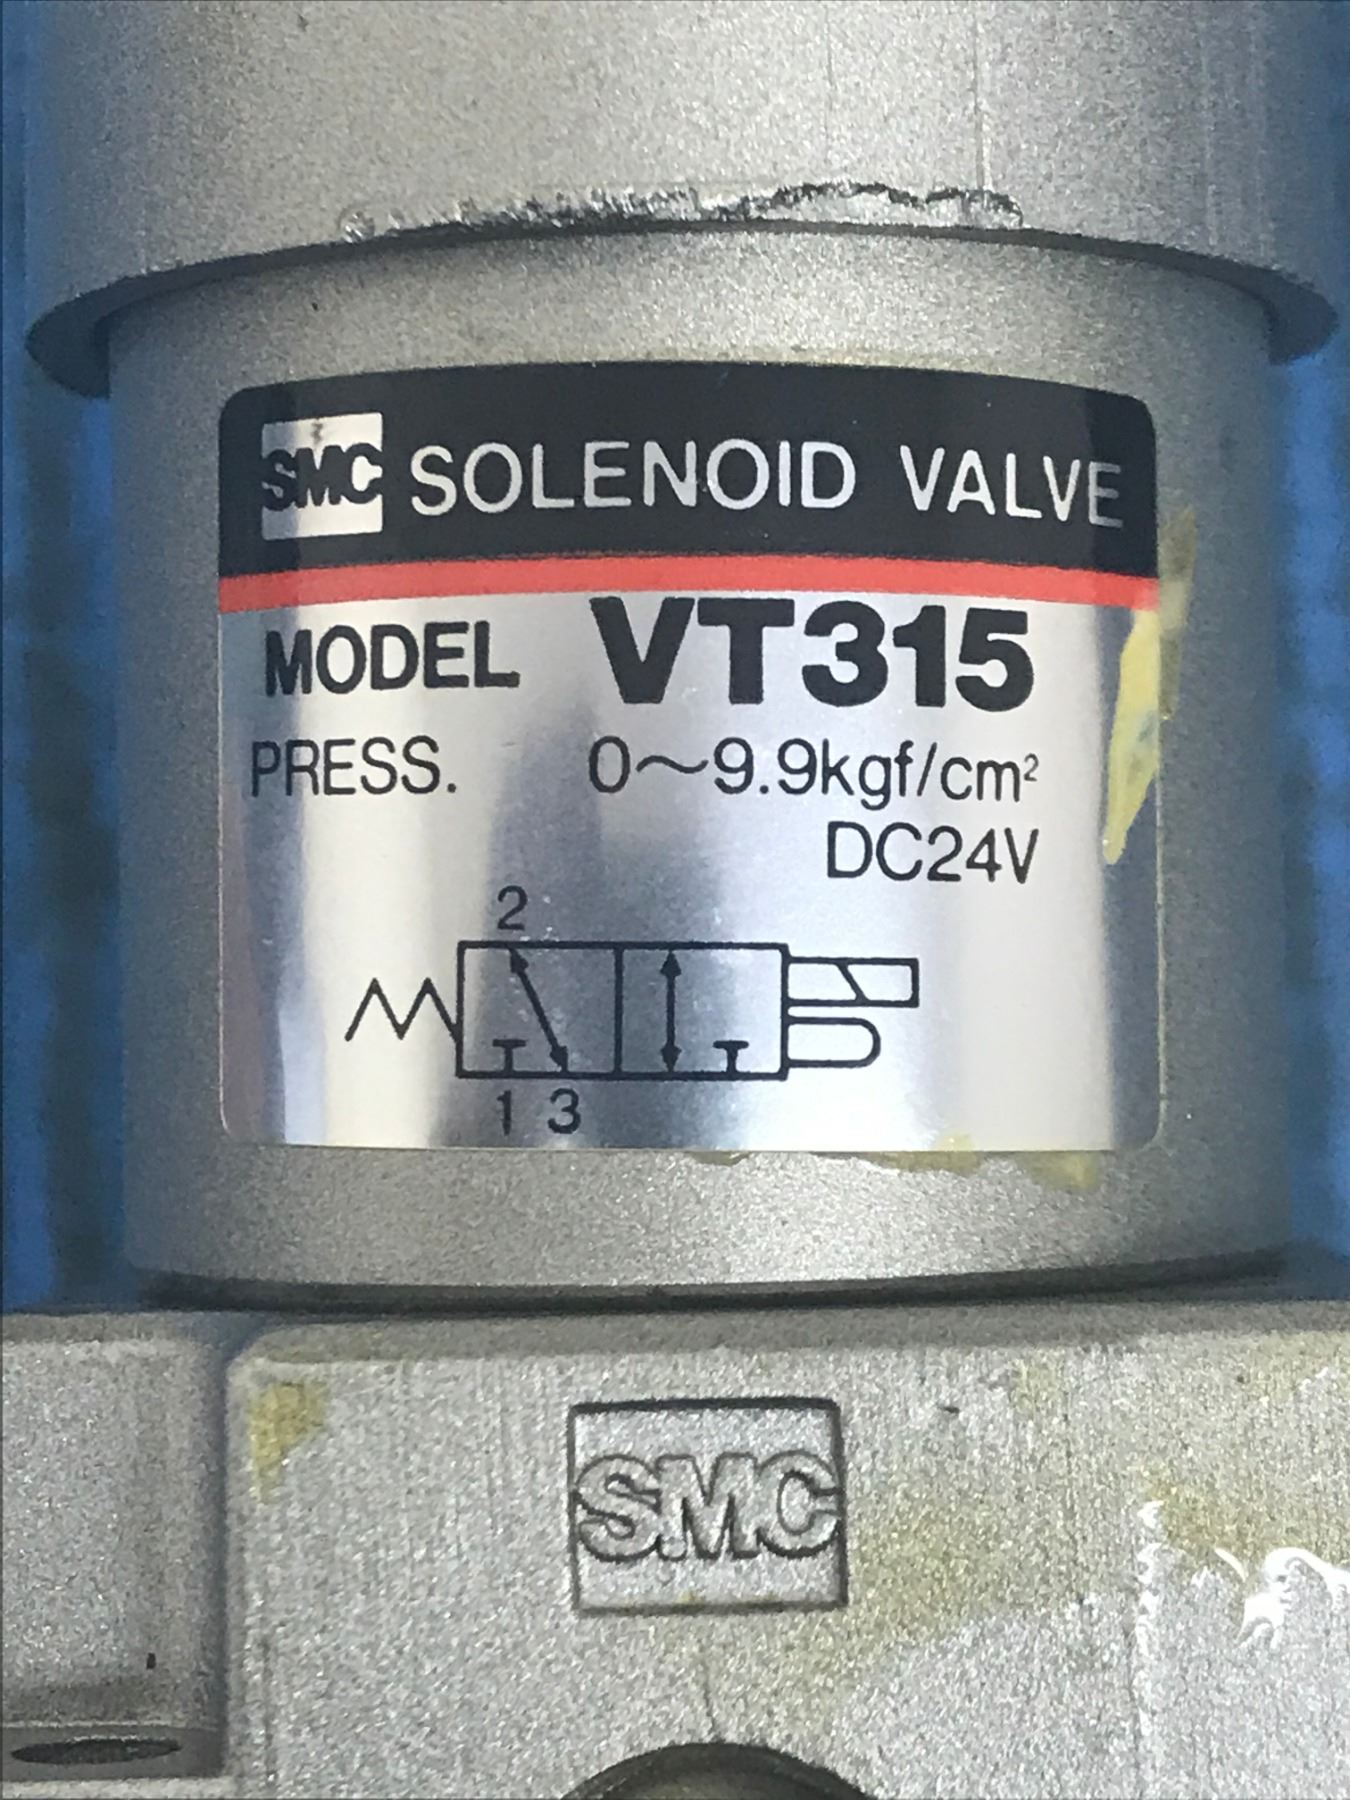 SMC SOLENOID VALVE
MODEL VT315
PRESS. 0～9.9kgf/cm²
DC24V
2
1 3
SMC